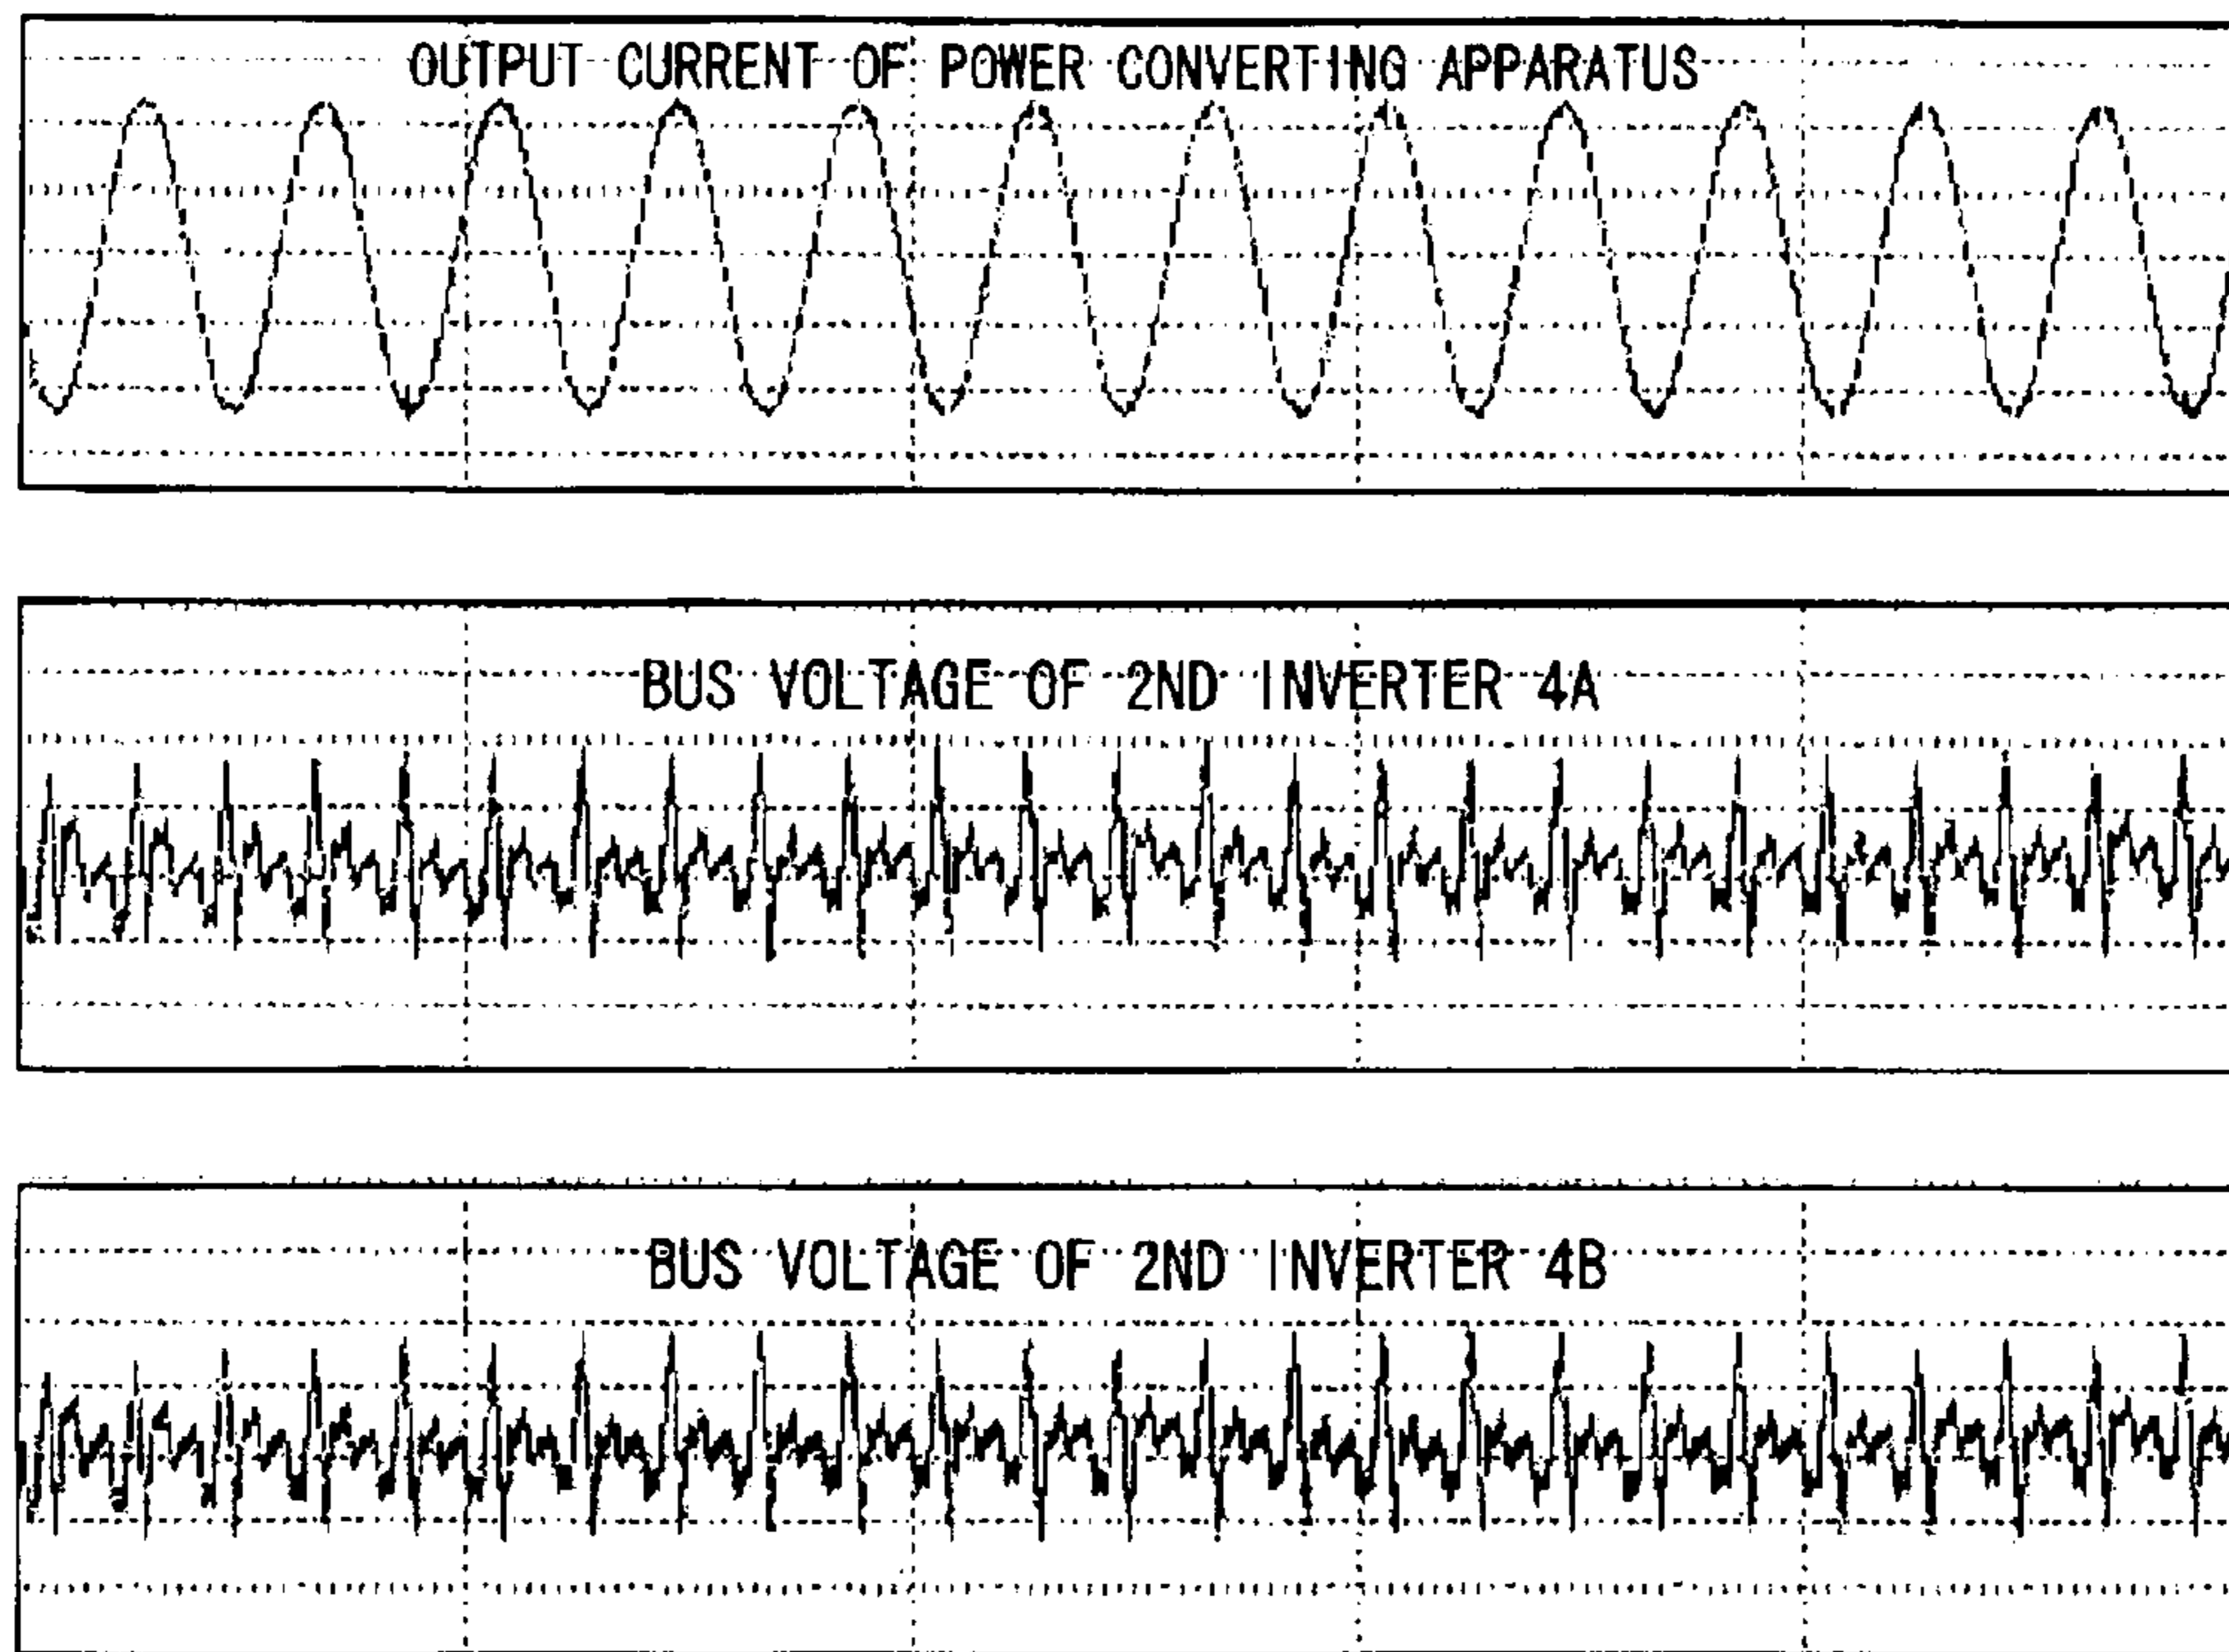 OUTPUT CURRENT OF POWER CONVERTING APPARATUS
BUS VOLTAGE OF 2ND INVERTER 4A
BUS VOLTAGE OF 2ND INVERTER 4B